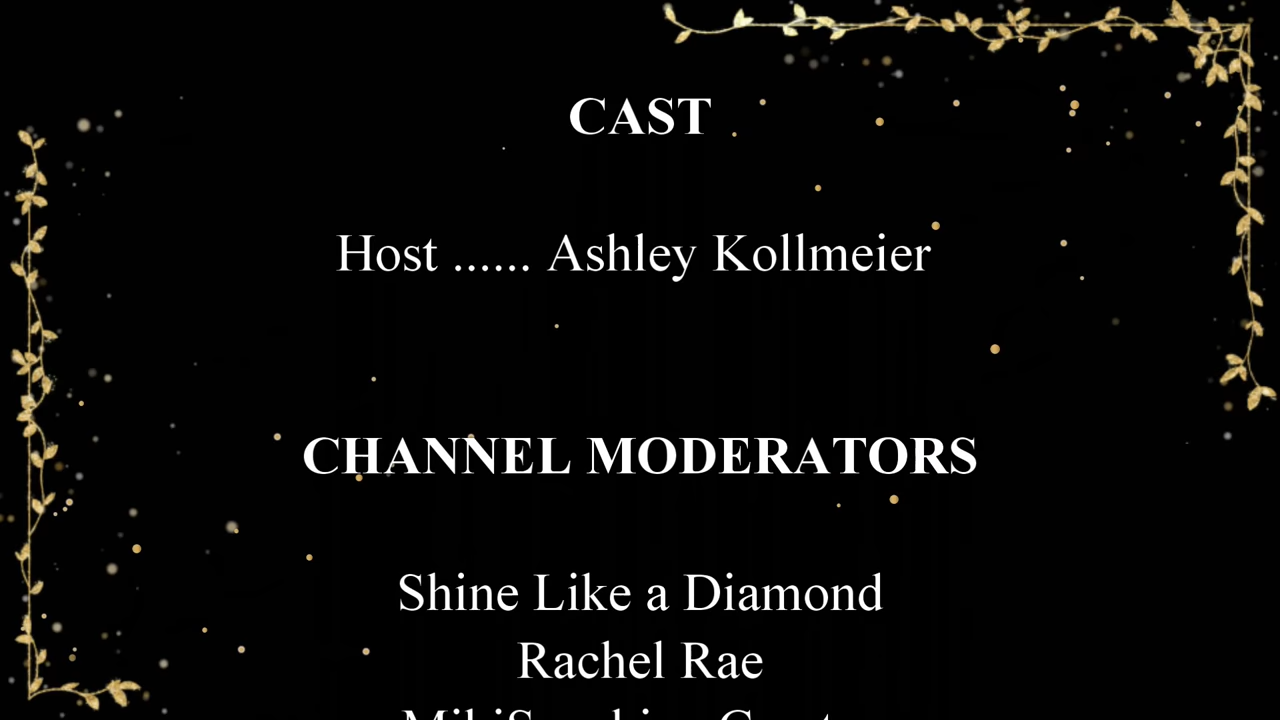 CAST
Host ...... Ashley Kollmeier
CHANNEL MODERATORS
Shine Like a Diamond
Rachel Rae